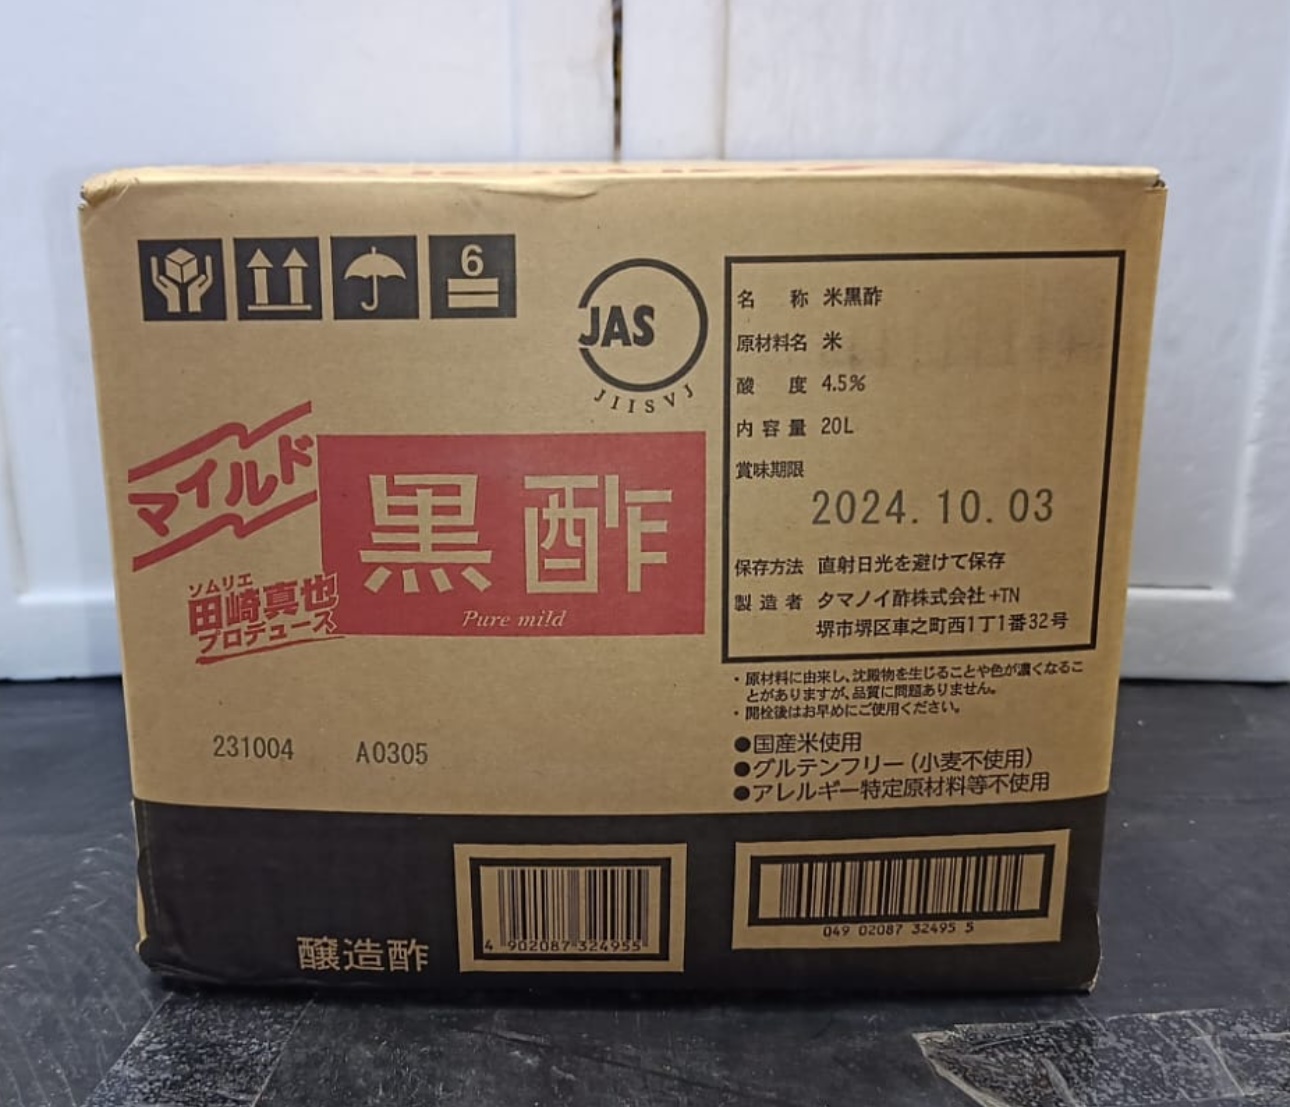 6
JAS
JIISVJ
マイルド
黒酢
Pure mild
ソムリエ
田崎真也
プロデュース
231004 A0305
名 称 米黒酢
原材料名 米
酸 度 4.5%
内容量 20L
賞味期限
2024.10.03
保存方法 直射日光を避けて保存
製造者 タマノイ酢株式会社+TN
堺市堺区車之町西1丁1番32号
・原材料に由来し、沈殿物を生じることや色が濃くなるこ
とがありますが、品質に問題ありません。
・開栓後はお早めにご使用ください。
●国産米使用
●グルテンフリー(小麦不使用)
●アレルギー特定原材料等不使用
醸造酢
4 902087 324955
049 02087 32495 5